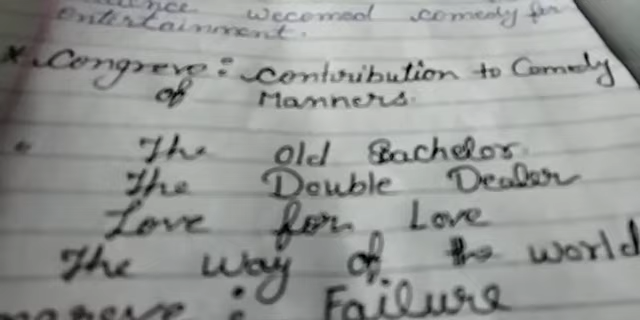 wecomed comedy for
entertainment.
* Congreve : contribution to Comedy
of Manners.
The Old Bachelor.
The Double Dealer
Love for Love
The way of the world
: Failure